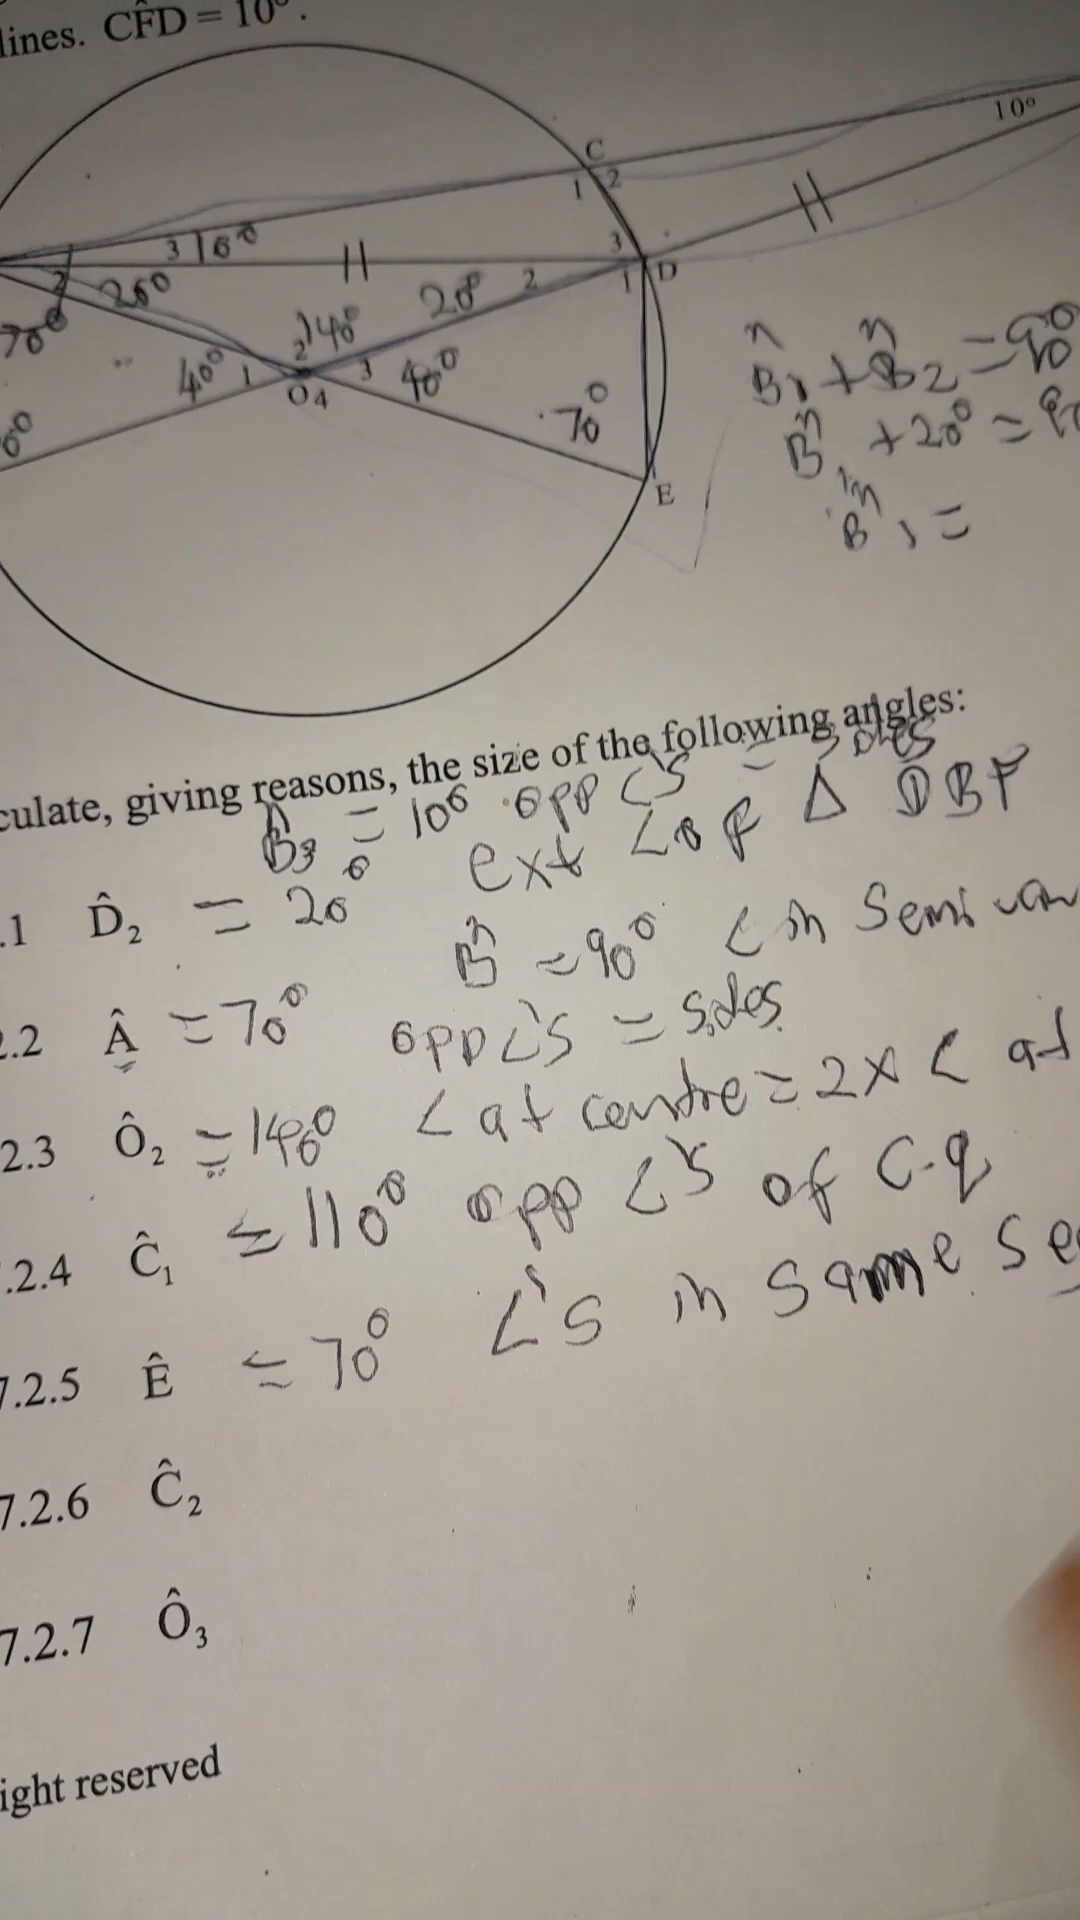 lines. CF̂D = 10°.
C
10°
1 2
3 10°
3
D
2
20°
20° 2
1
70°
2 140°
40° 1
3 40°
O4
70°
E
B̂1 + B̂2 = 90°
B̂1 + 20° = 90
B̂1 =
culate, giving reasons, the size of the following angles:
B̂3 = 10° opp ∠'s = sides
.1 D̂2 = 20° ext ∠ of Δ DBF
B̂ = 90° ∠ in semi
.2 Â = 70° opp ∠'s = sides
2.3 Ô2 = 140° ∠ at centre = 2 x ∠ at
.2.4 Ĉ1 = 110° opp ∠'s of c.q
7.2.5 Ê = 70° ∠'s in same se
7.2.6 Ĉ2
7.2.7 Ô3
ight reserved